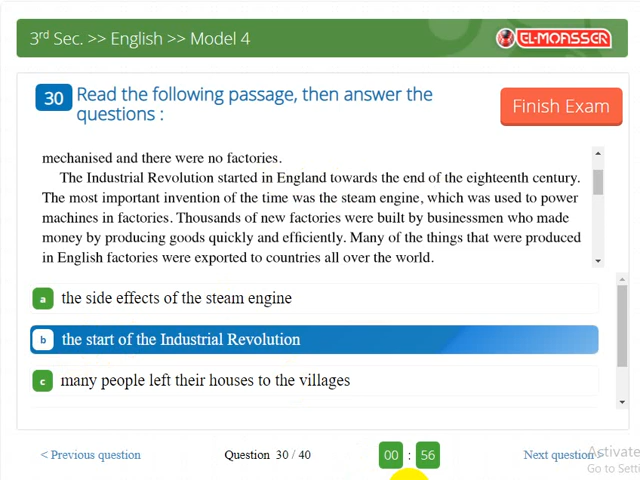 3rd Sec. >> English >> Model 4
EL-MOASSER
30
Read the following passage, then answer the
questions :
Finish Exam
mechanised and there were no factories.
The Industrial Revolution started in England towards the end of the eighteenth century.
The most important invention of the time was the steam engine, which was used to power
machines in factories. Thousands of new factories were built by businessmen who made
money by producing goods quickly and efficiently. Many of the things that were produced
in English factories were exported to countries all over the world.
a the side effects of the steam engine
b the start of the Industrial Revolution
c many people left their houses to the villages
< Previous question
Question 30 / 40
00 : 56
Next question >
Activate
Go to Setti